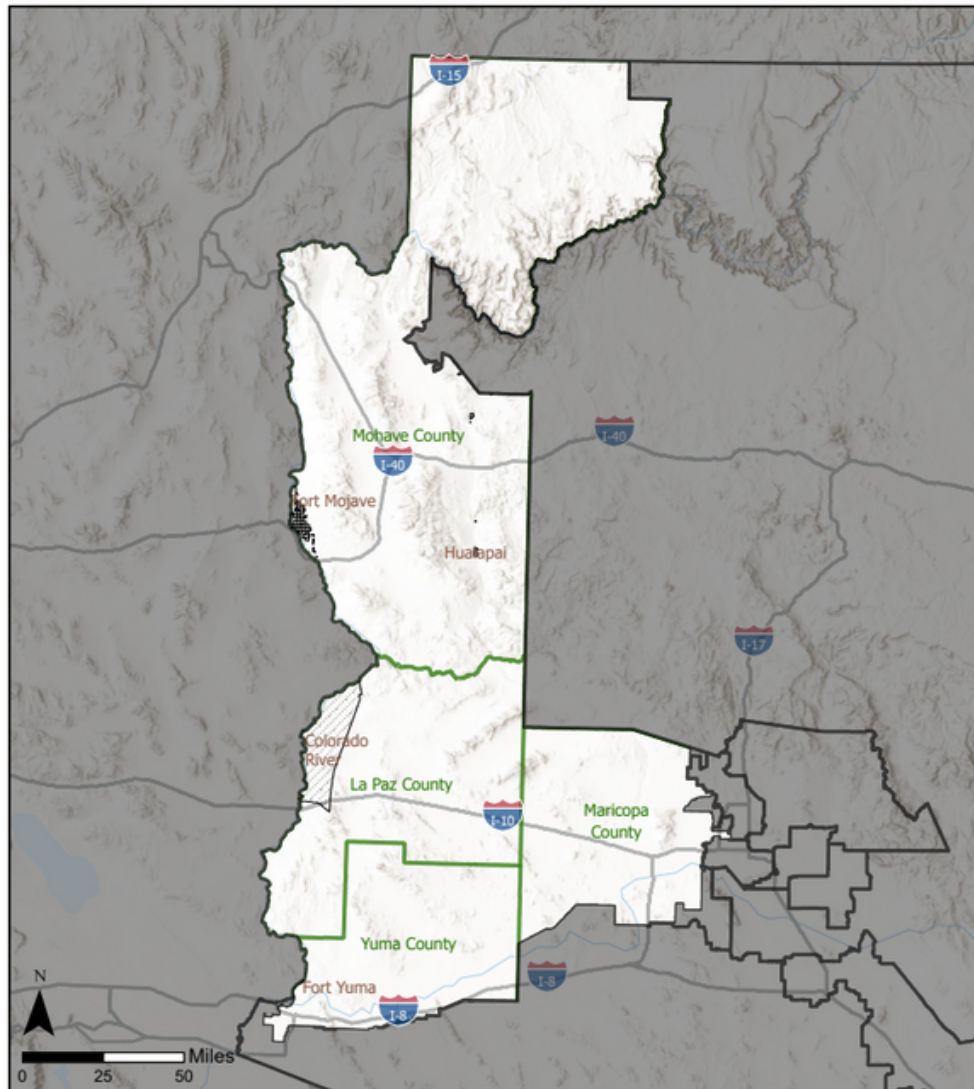 I-15
I-40
Mohave County
I-40
Fort Mojave
Hualapai
I-17
Colorado
River
La Paz County
I-10
Maricopa
County
Yuma County
I-8
Fort Yuma
I-8
N
Miles
0 25 50